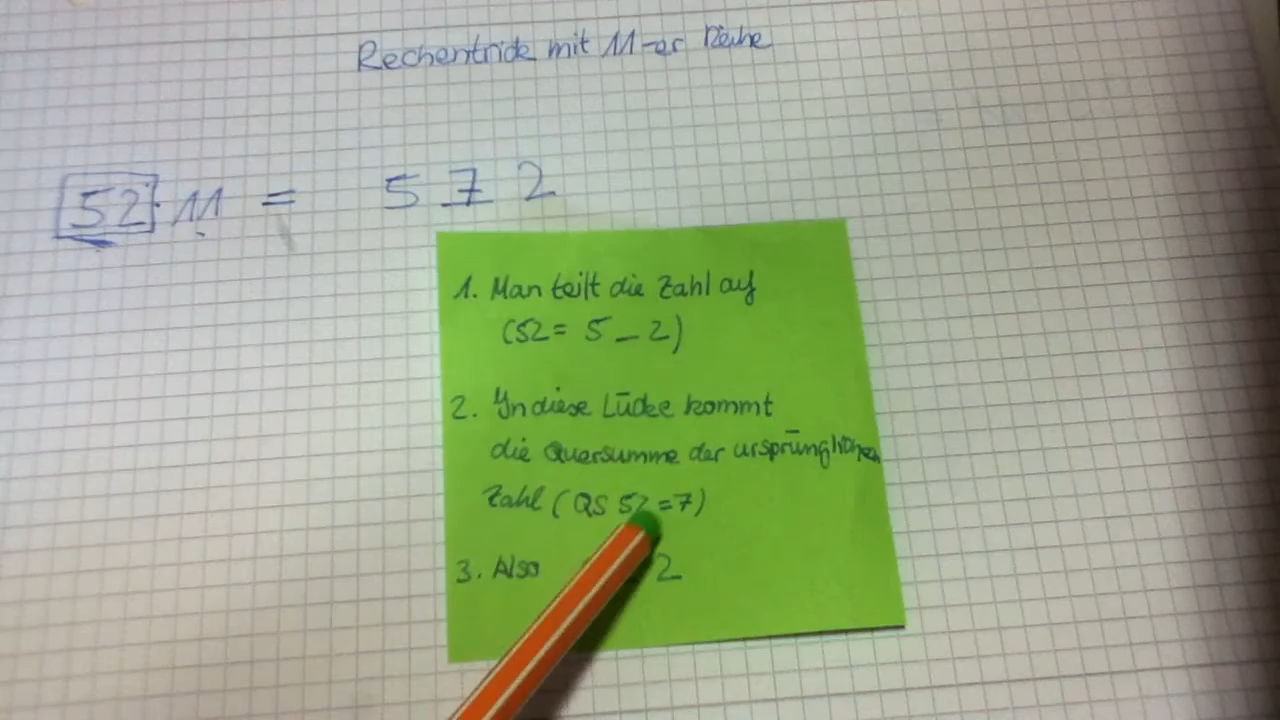 Rechentrick mit 11-er Reihe
52 · 11 = 5 7 2
1. Man teilt die Zahl auf
(52 = 5 _ 2)
2. In diese Lücke kommt
die Quersumme der ursprünglichen
Zahl (QS 52 = 7)
3. Also 2